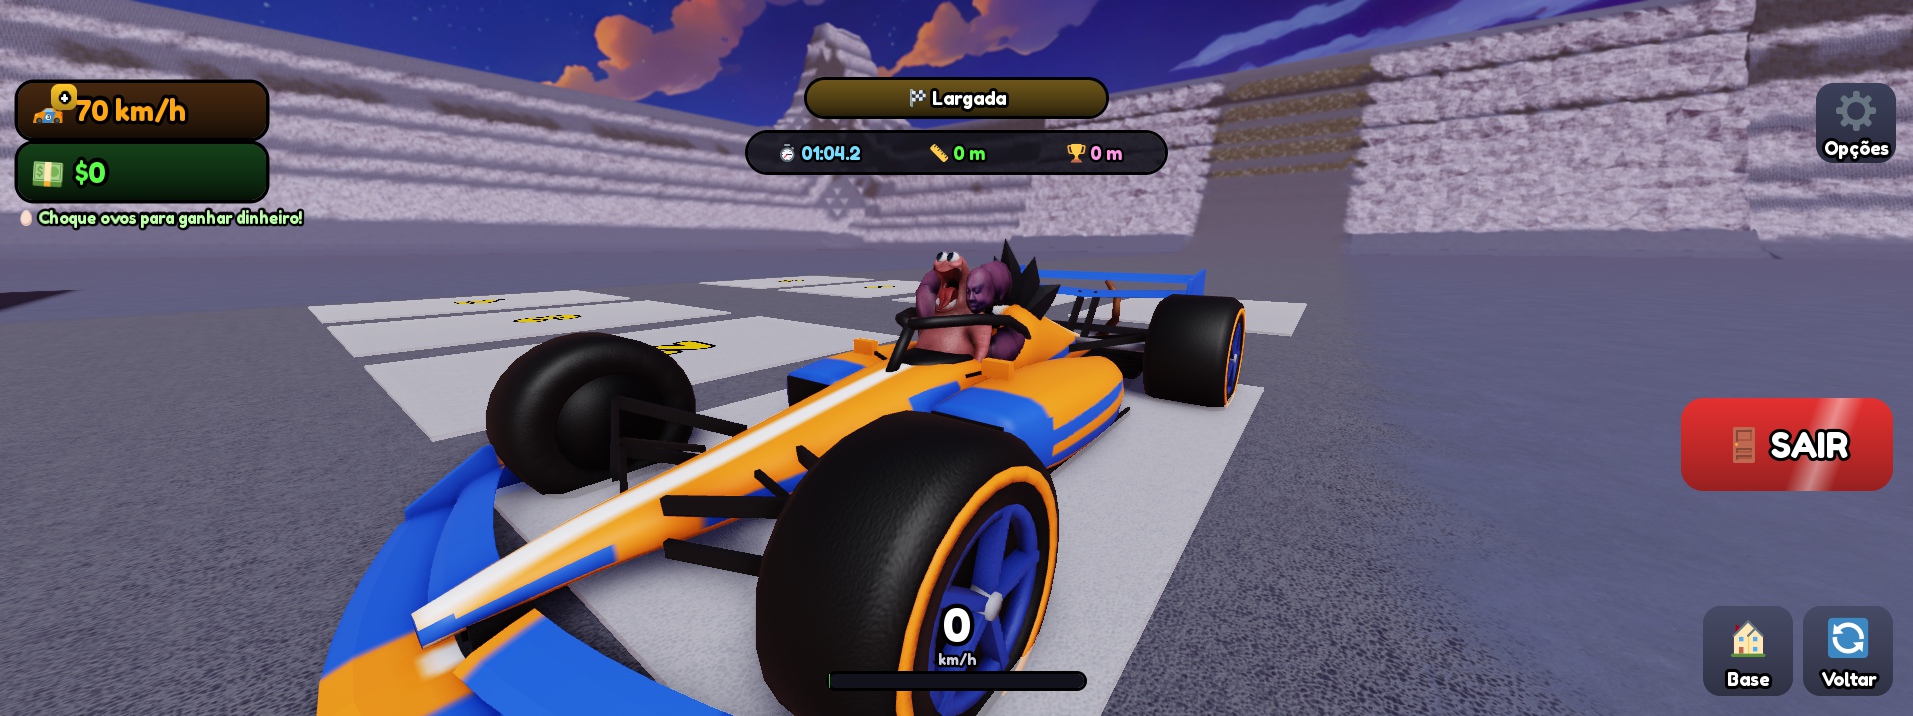 70 km/h
$0
Choque ovos para ganhar dinheiro!
Largada
01:04.2
0 m
0 m
Opções
SAIR
0
km/h
Base
Voltar